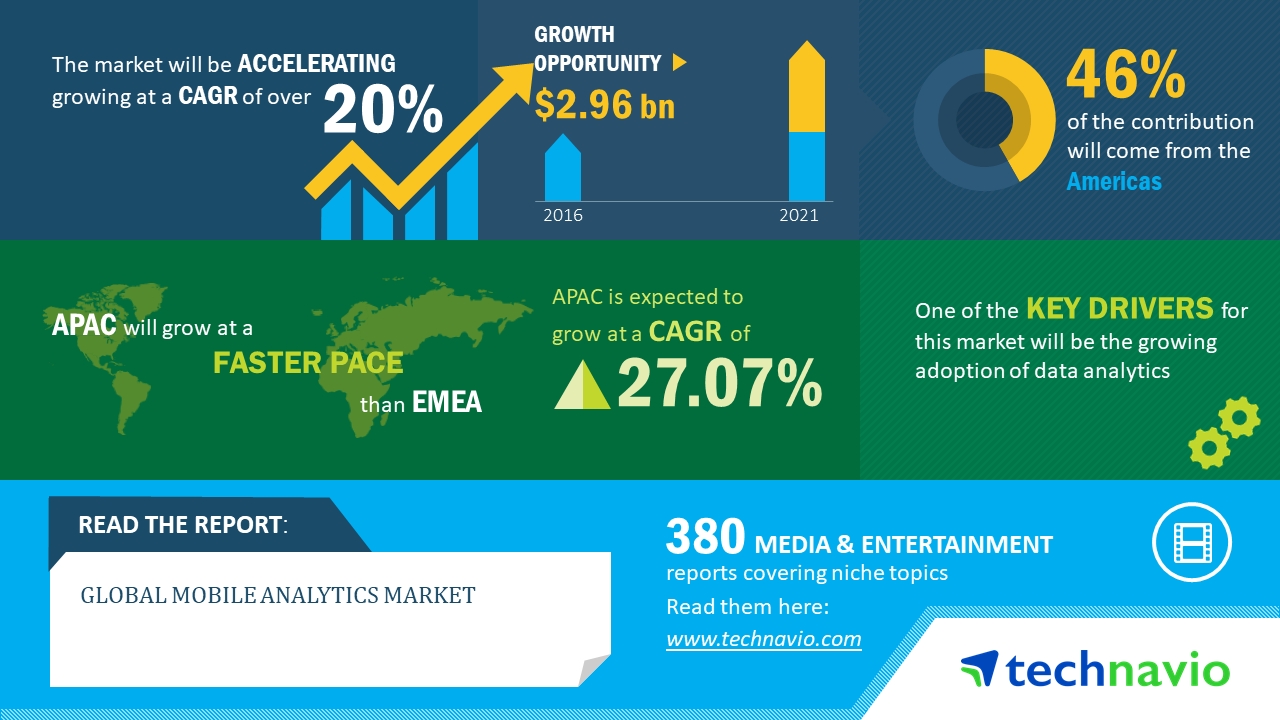 The market will be ACCELERATING
growing at a CAGR of over 20%
GROWTH
OPPORTUNITY
$2.96 bn
2016
2021
46%
of the contribution
will come from the
Americas
APAC will grow at a
FASTER PACE
than EMEA
APAC is expected to
grow at a CAGR of
27.07%
One of the KEY DRIVERS for
this market will be the growing
adoption of data analytics
READ THE REPORT:
GLOBAL MOBILE ANALYTICS MARKET
380 MEDIA & ENTERTAINMENT
reports covering niche topics
Read them here:
www.technavio.com
technavio